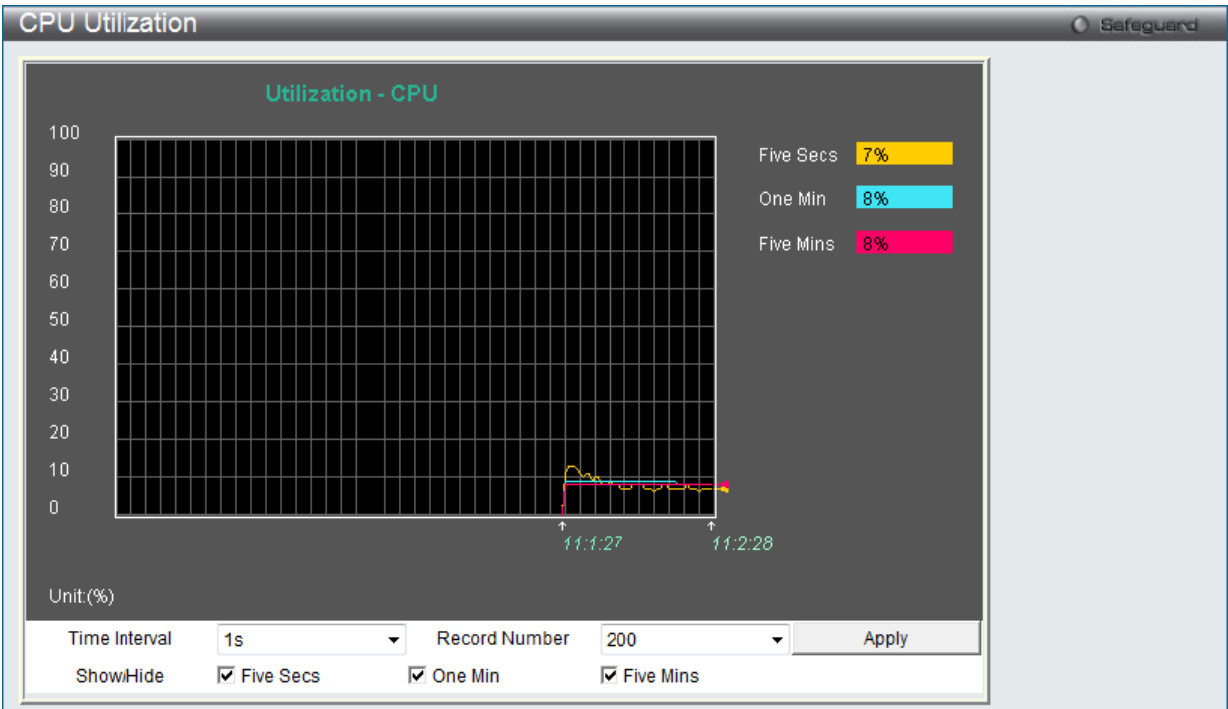 CPU Utilization
Safeguard
Utilization - CPU
100
90
80
70
60
50
40
30
20
10
0
Five Secs 7%
One Min 8%
Five Mins 8%
11:1:27 11:2:28
Unit:(%)
Time Interval 1s Record Number 200 Apply
Show/Hide Five Secs One Min Five Mins